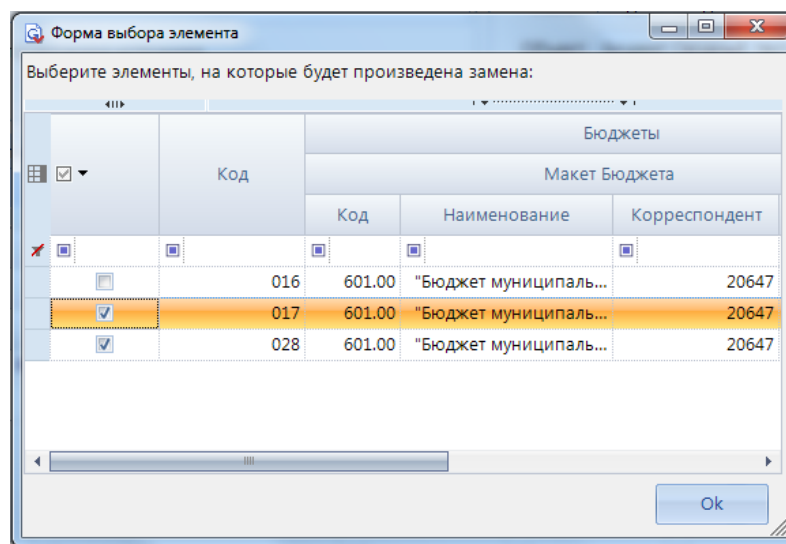 Форма выбора элемента
Выберите элементы, на которые будет произведена замена:
Бюджеты
Код Макет Бюджета
Код Наименование Корреспондент
016 601.00 "Бюджет муниципаль... 20647
017 601.00 "Бюджет муниципаль... 20647
028 601.00 "Бюджет муниципаль... 20647
Ok